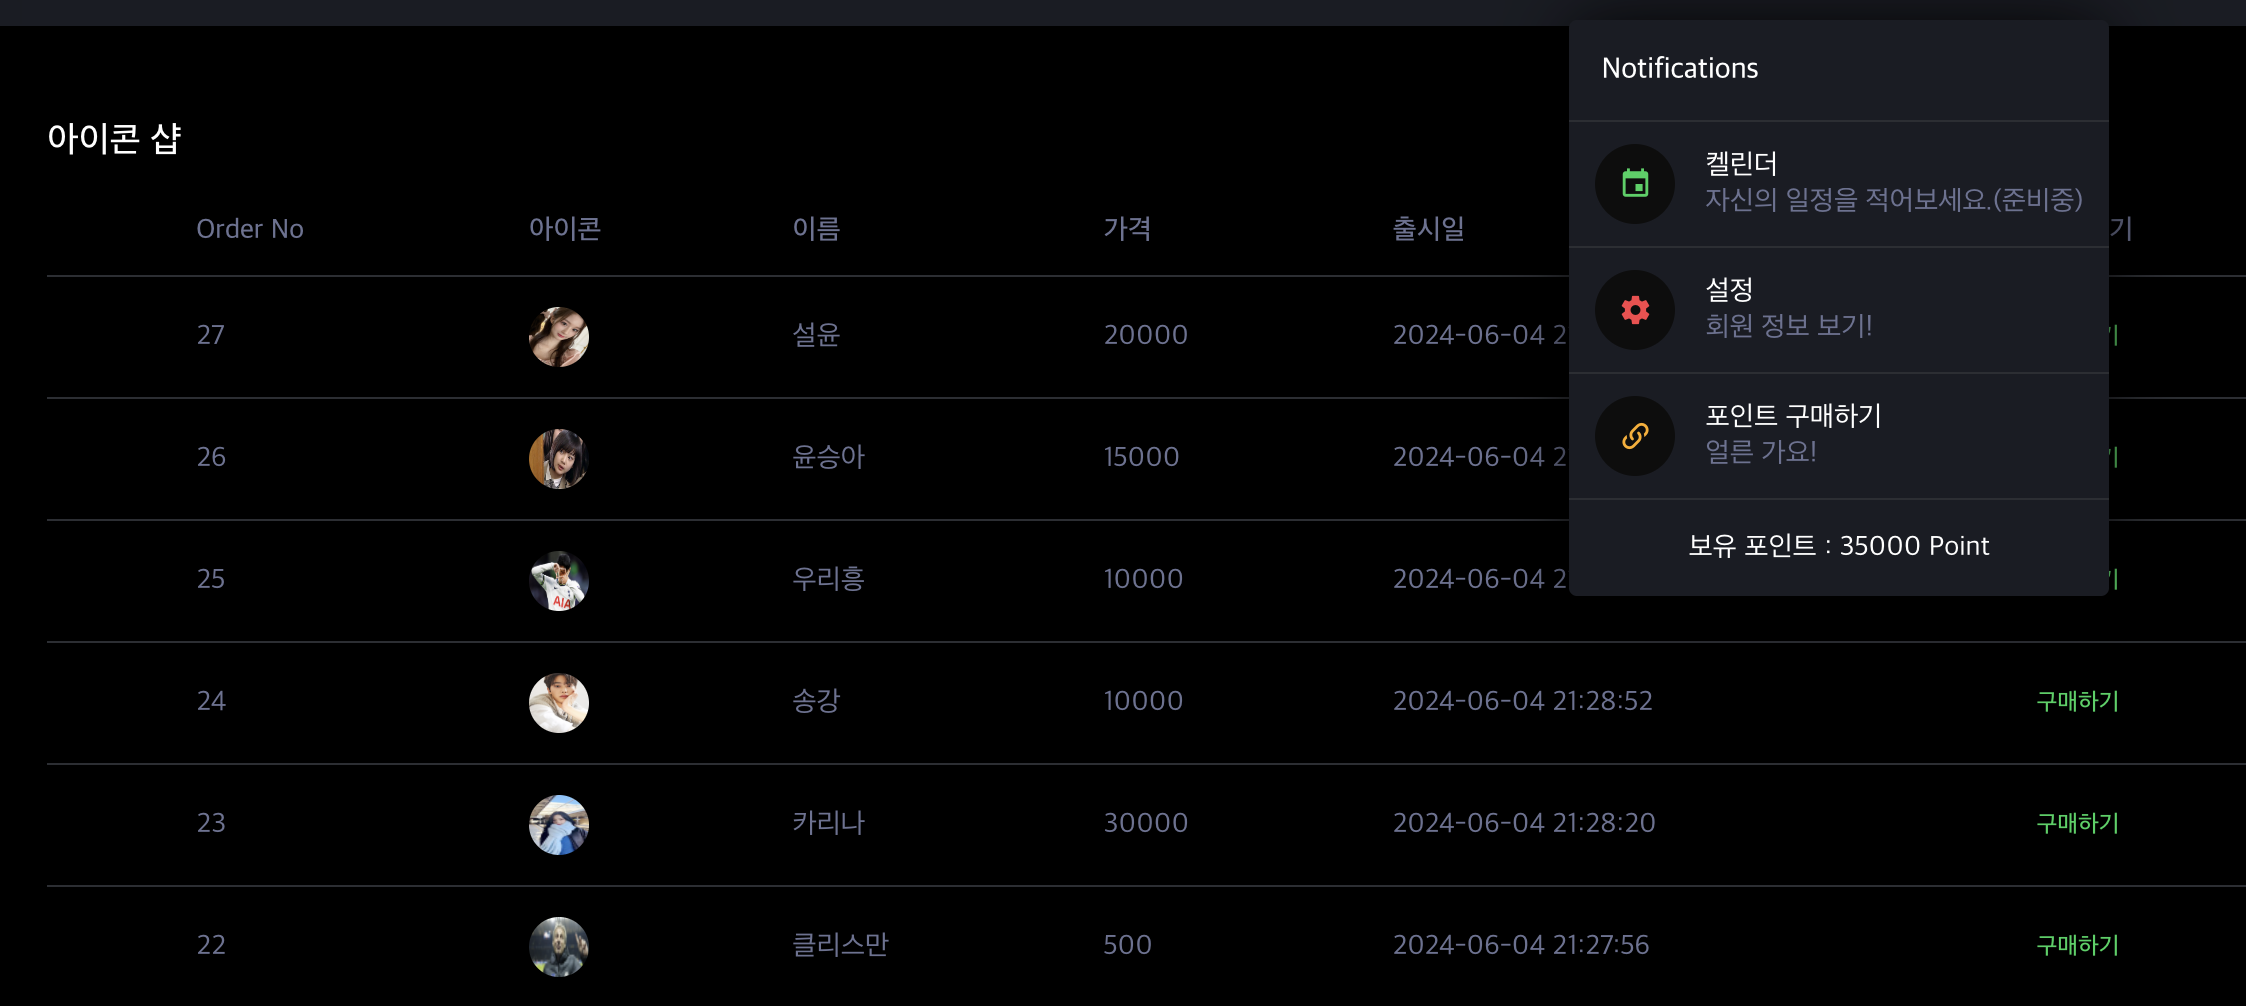 Notifications
켈린더
자신의 일정을 적어보세요.(준비중)
설정
회원 정보 보기!
포인트 구매하기
얼른 가요!
보유 포인트 : 35000 Point
아이콘 샵
Order No 아이콘 이름 가격 출시일 기
27 설윤 20000 2024-06-04 2
26 윤승아 15000 2024-06-04 2
25 AIA 우리흥 10000 2024-06-04 2
24 송강 10000 2024-06-04 21:28:52 구매하기
23 카리나 30000 2024-06-04 21:28:20 구매하기
22 클리스만 500 2024-06-04 21:27:56 구매하기